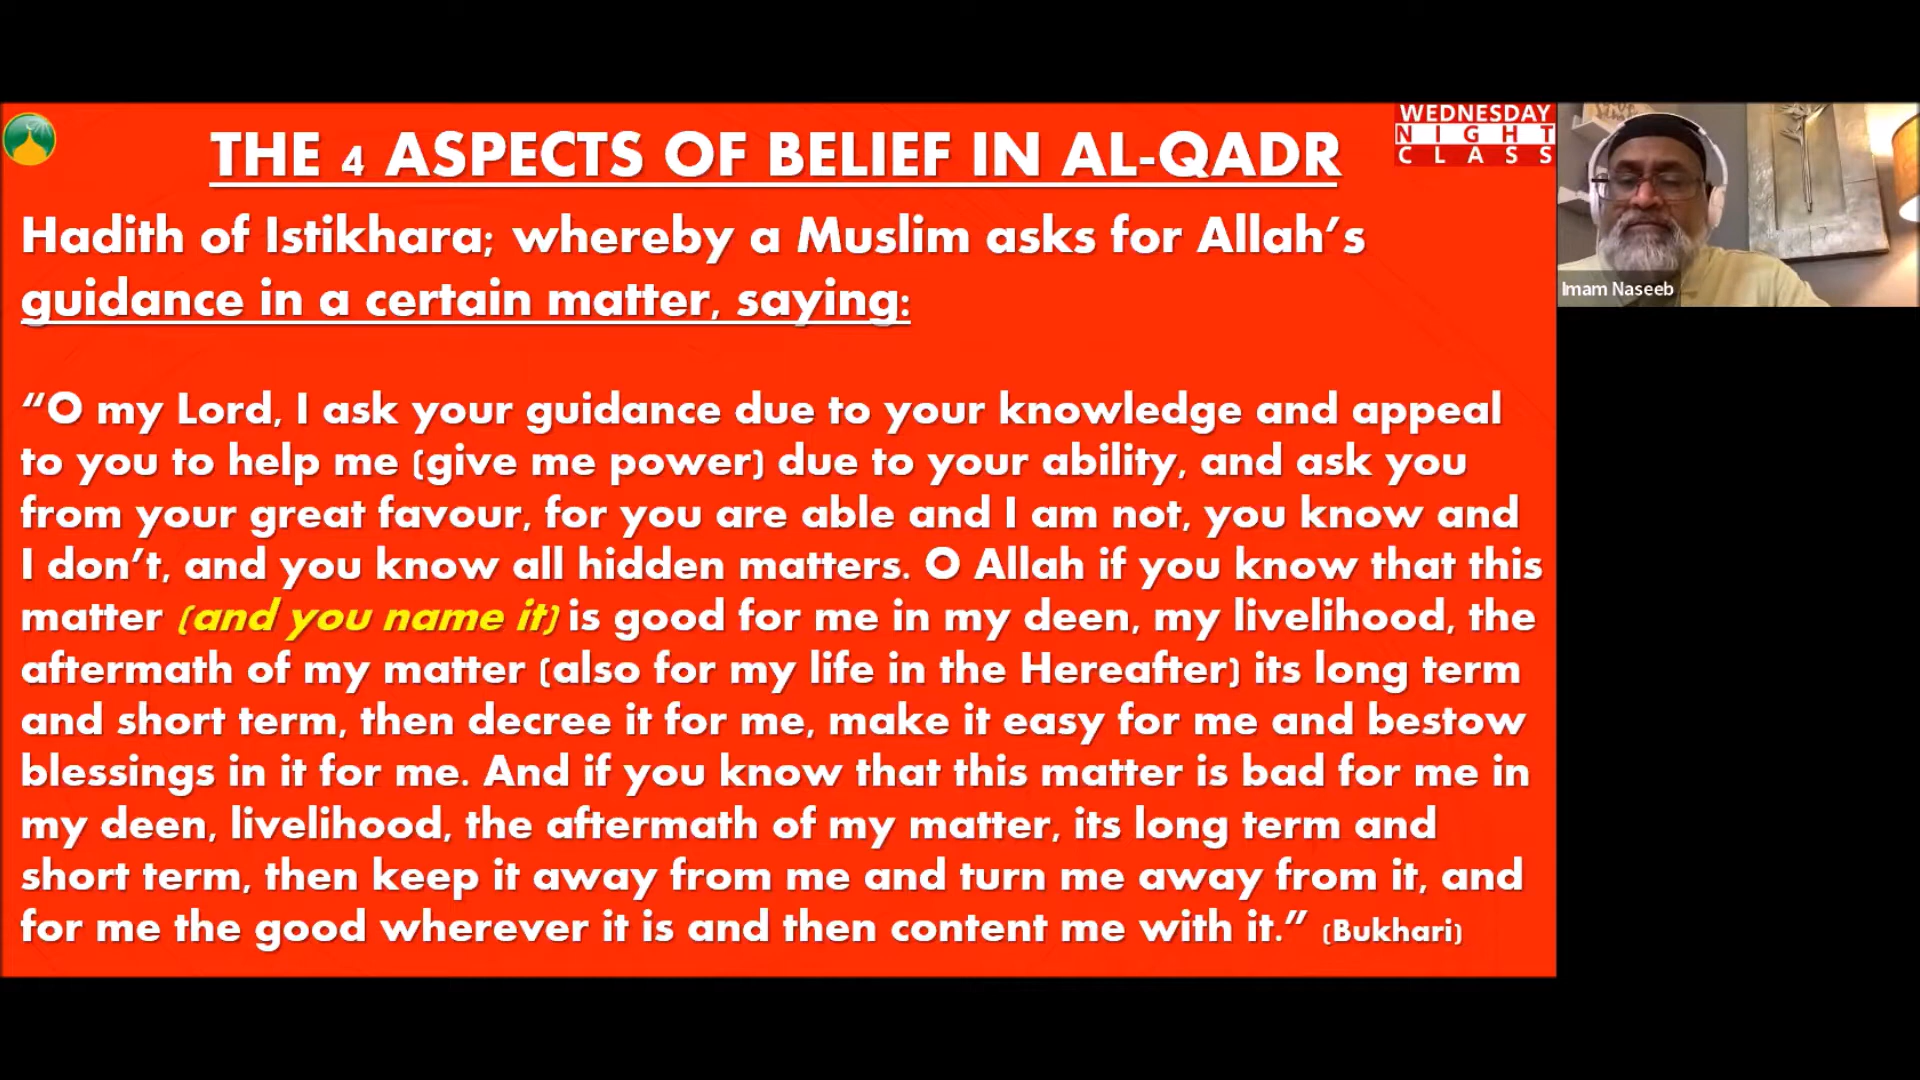 THE 4 ASPECTS OF BELIEF IN AL-QADR
WEDNESDAY
NIGHT
CLASS
Hadith of Istikhara; whereby a Muslim asks for Allah's
guidance in a certain matter, saying:
“O my Lord, I ask your guidance due to your knowledge and appeal
to you to help me (give me power) due to your ability, and ask you
from your great favour, for you are able and I am not, you know and
I don't, and you know all hidden matters. O Allah if you know that this
matter (and you name it) is good for me in my deen, my livelihood, the
aftermath of my matter (also for my life in the Hereafter) its long term
and short term, then decree it for me, make it easy for me and bestow
blessings in it for me. And if you know that this matter is bad for me in
my deen, livelihood, the aftermath of my matter, its long term and
short term, then keep it away from me and turn me away from it, and
for me the good wherever it is and then content me with it.” (Bukhari)
Imam Naseeb